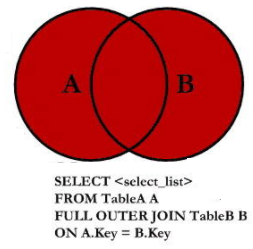 A B
SELECT <select_list>
FROM TableA A
FULL OUTER JOIN TableB B
ON A.Key = B.Key